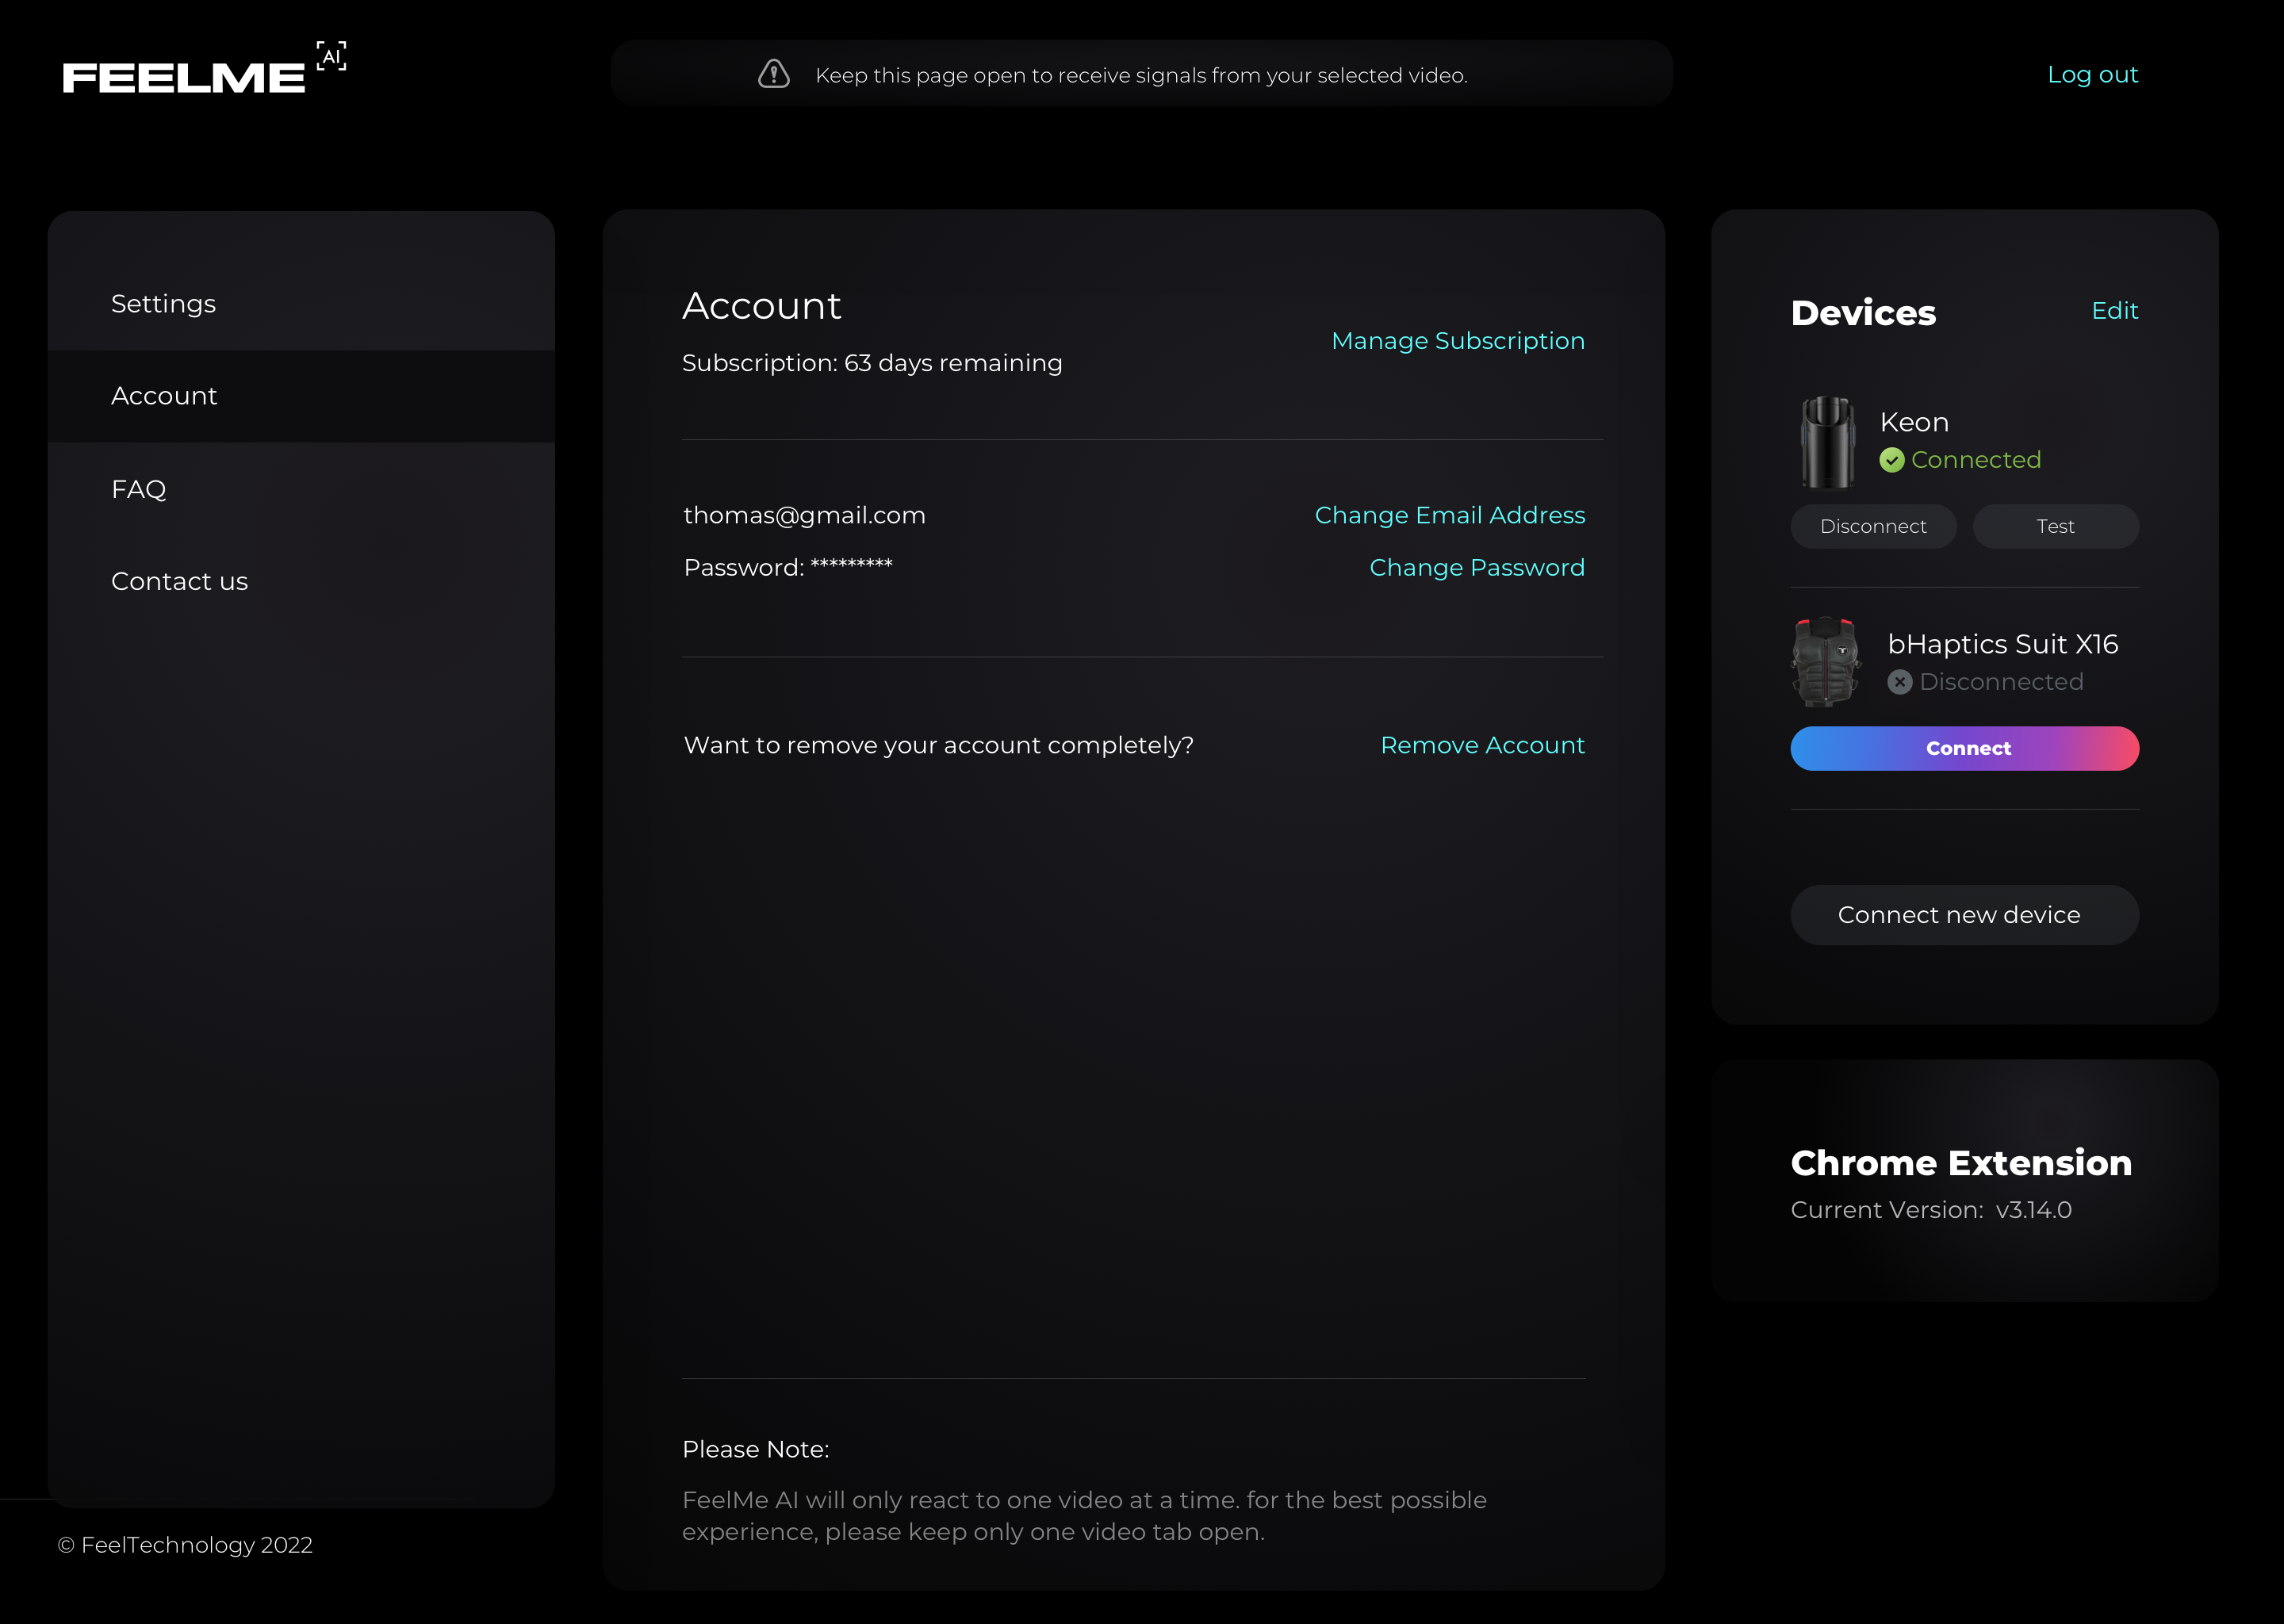 FEELME AI
Keep this page open to receive signals from your selected video.
Log out
Settings
Account
FAQ
Contact us
Account
Subscription: 63 days remaining
Manage Subscription
thomas@gmail.com
Change Email Address
Password: *********
Change Password
Want to remove your account completely?
Remove Account
Please Note:
FeelMe AI will only react to one video at a time. for the best possible
experience, please keep only one video tab open.
Devices
Edit
Keon
Connected
Disconnect
Test
bHaptics Suit X16
Disconnected
Connect
Connect new device
Chrome Extension
Current Version: v3.14.0
© FeelTechnology 2022